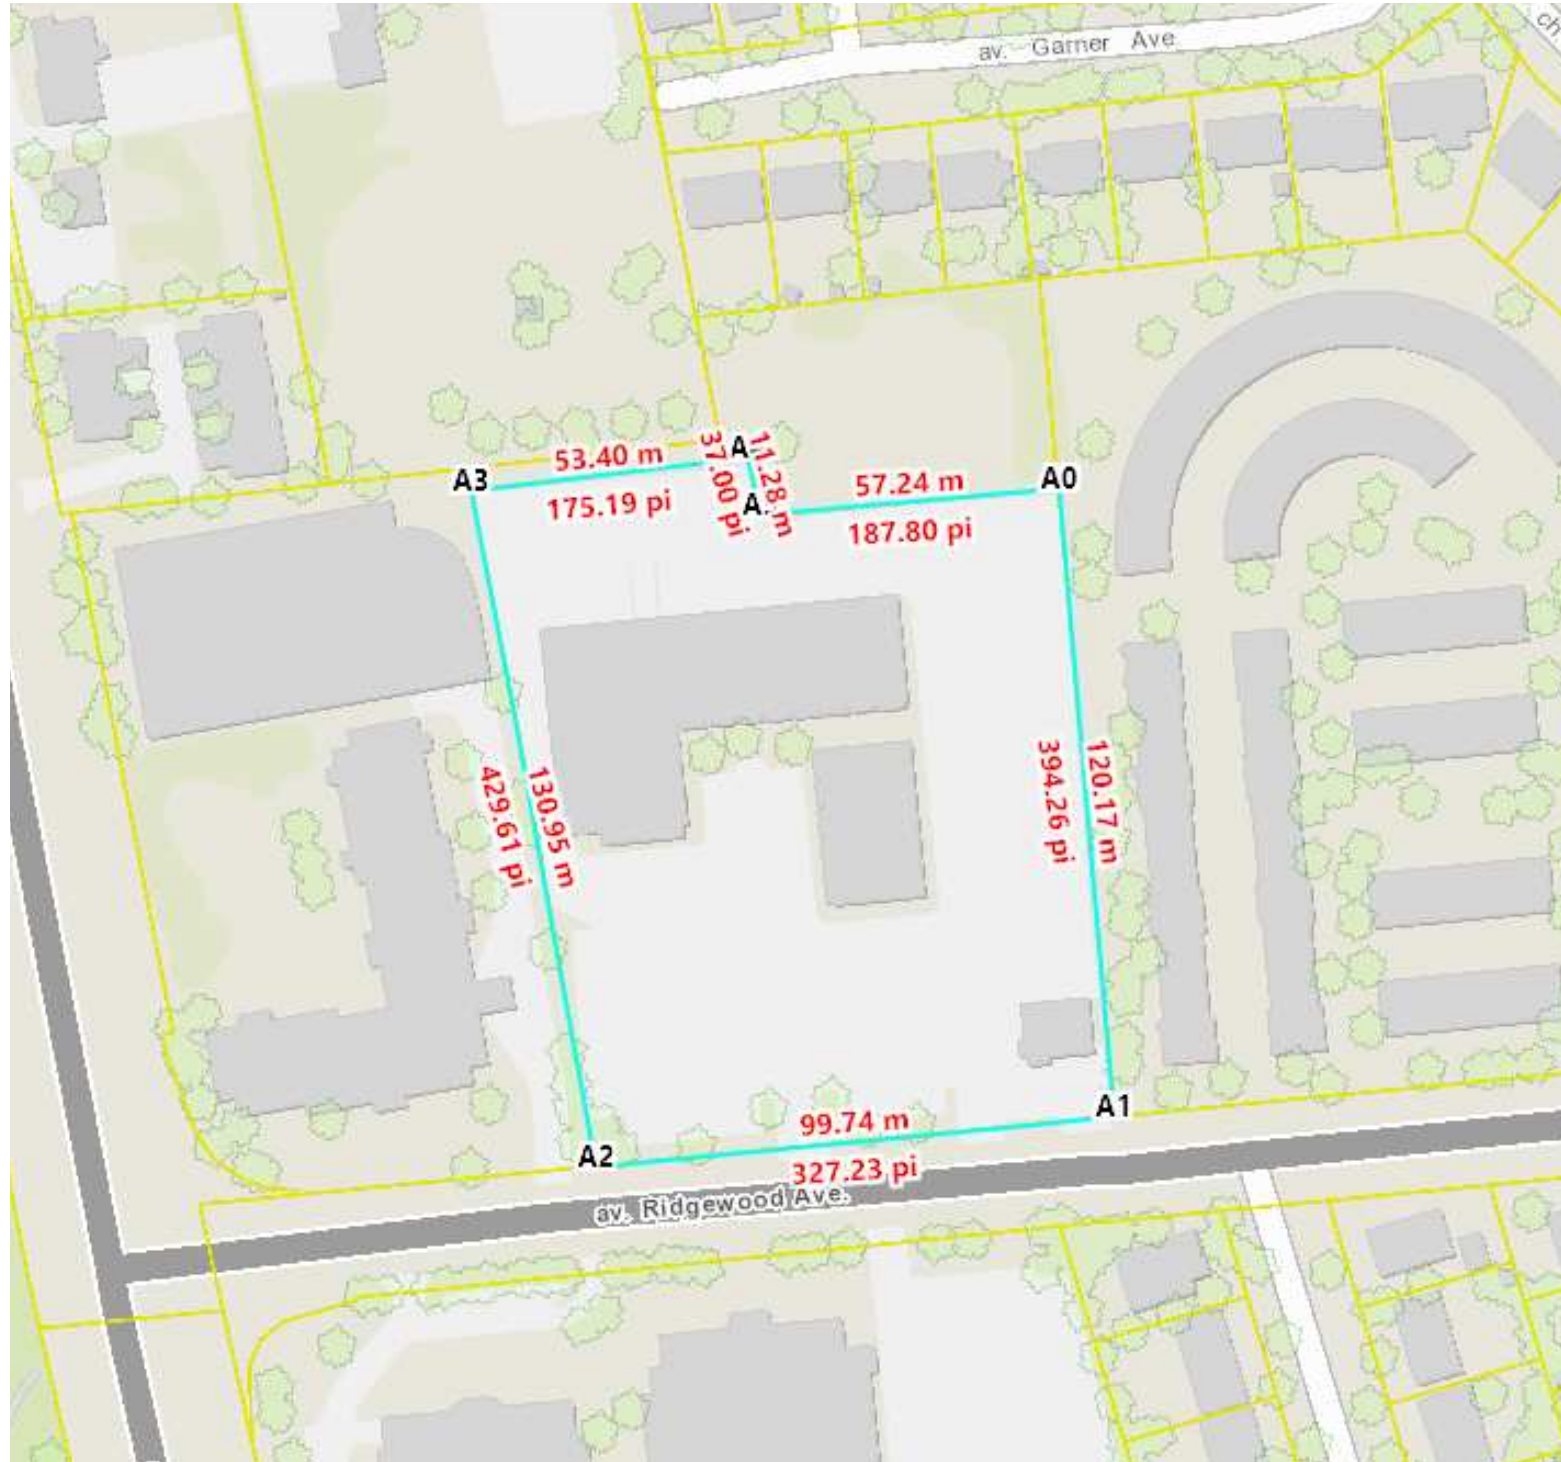 ch
av. Garner Ave
53.40 m
175.19 pi
A
11.28 m
37.00 pi
A3
A.
57.24 m
187.80 pi
A0
130.95 m
429.61 pi
120.17 m
394.26 pi
A1
99.74 m
327.23 pi
A2
av. Ridgewood Ave.